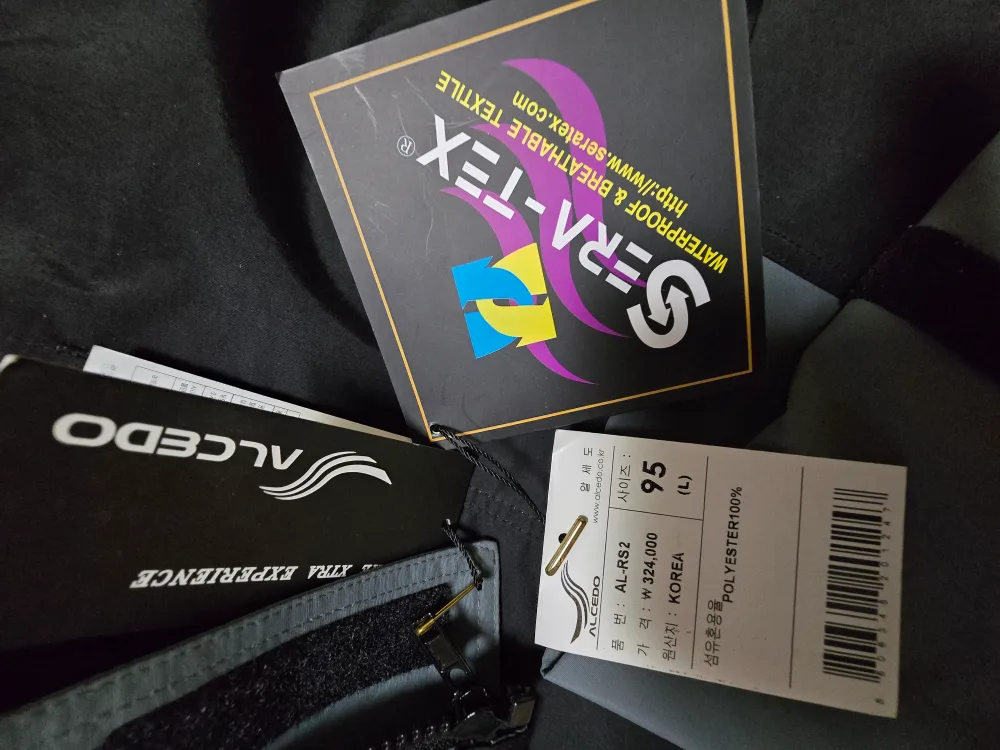 SERA-TEX®
WATERPROOF & BREATHABLE TEXTILE
http://www.seratex.com
ALCEDO
XTRA EXPERIENCE
ALCEDO
알세도
www.alcedo.co.kr
품 번 : AL-RS2
가 격 : ₩ 324,000
원산지 : KOREA
사이즈 :
95
(L)
섬유혼용율
POLYESTER100%